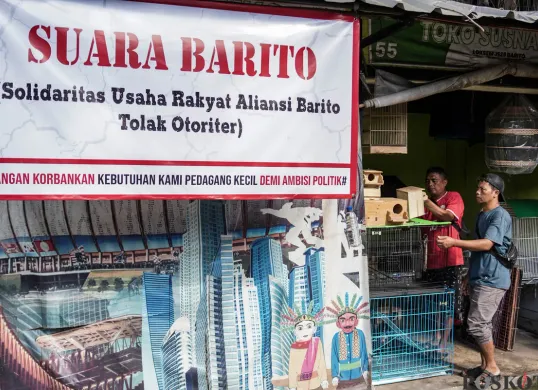 SUARA BARITO
(Solidaritas Usaha Rakyat Aliansi Barito
Tolak Otoriter)
ANGAN KORBANKAN KEBUTUHAN KAMI PEDAGANG KECIL DEMI AMBISI POLITIK#
55
TOKO SUSNA